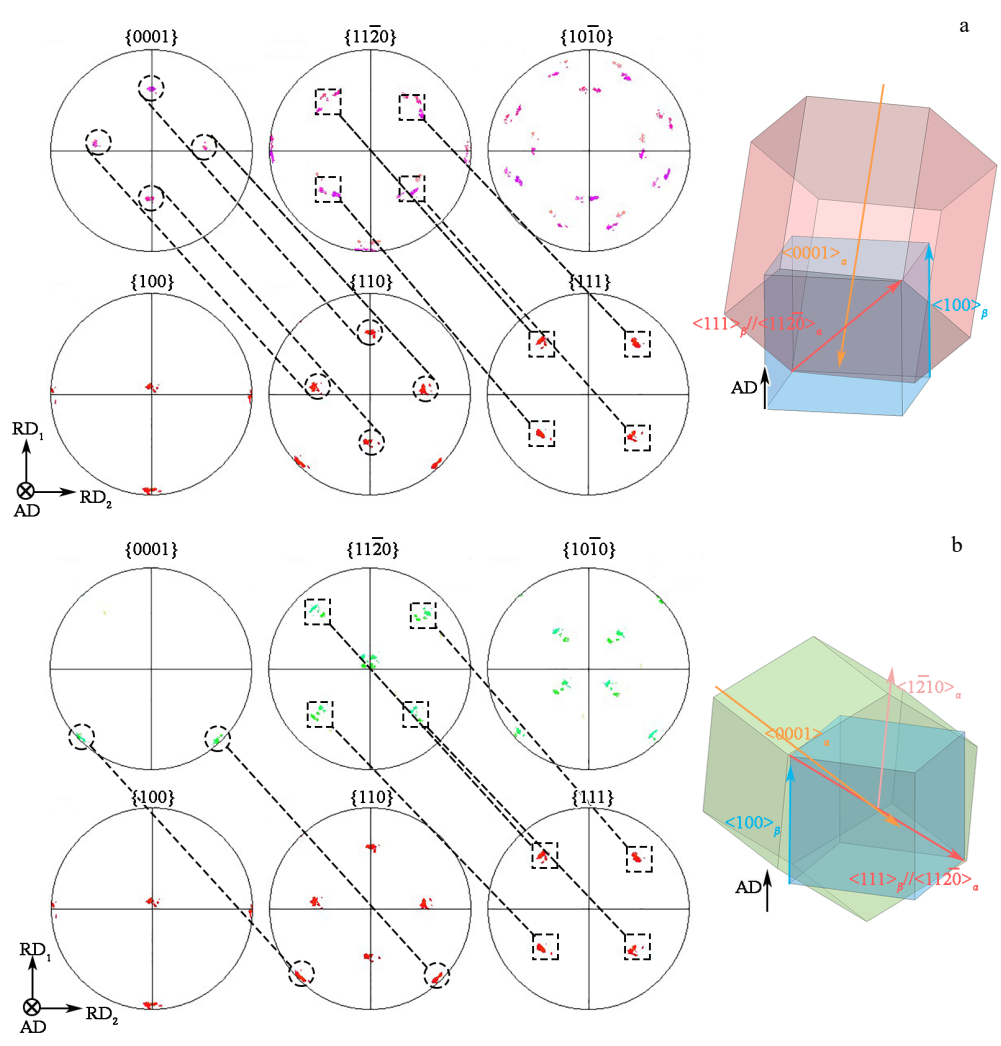 a
{0001}
{112̅0}
{101̅0}
{100}
{110}
{111}
RD₁
RD₂
AD
<0001>α
<100>β
<111>β//<112̅0>α
AD
b
{0001}
{112̅0}
{101̅0}
{100}
{110}
{111}
RD₁
RD₂
AD
<12̅10>α
<0001>α
<100>β
<111>β//<112̅0>α
AD